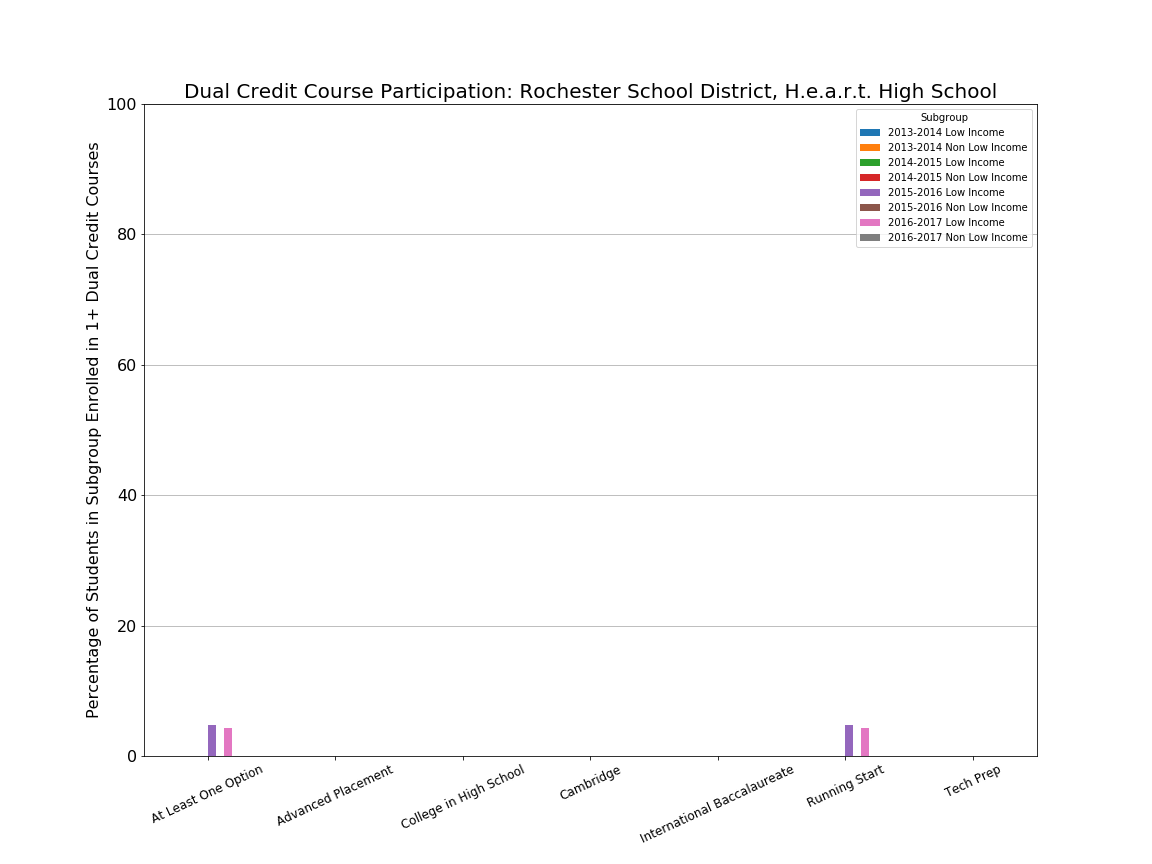 Dual Credit Course Participation: Rochester School District, H.e.a.r.t. High School
Percentage of Students in Subgroup Enrolled in 1+ Dual Credit Courses
100
80
60
40
20
0
Subgroup
2013-2014 Low Income
2013-2014 Non Low Income
2014-2015 Low Income
2014-2015 Non Low Income
2015-2016 Low Income
2015-2016 Non Low Income
2016-2017 Low Income
2016-2017 Non Low Income
At Least One Option
Advanced Placement
College in High School
Cambridge
International Baccalaureate
Running Start
Tech Prep